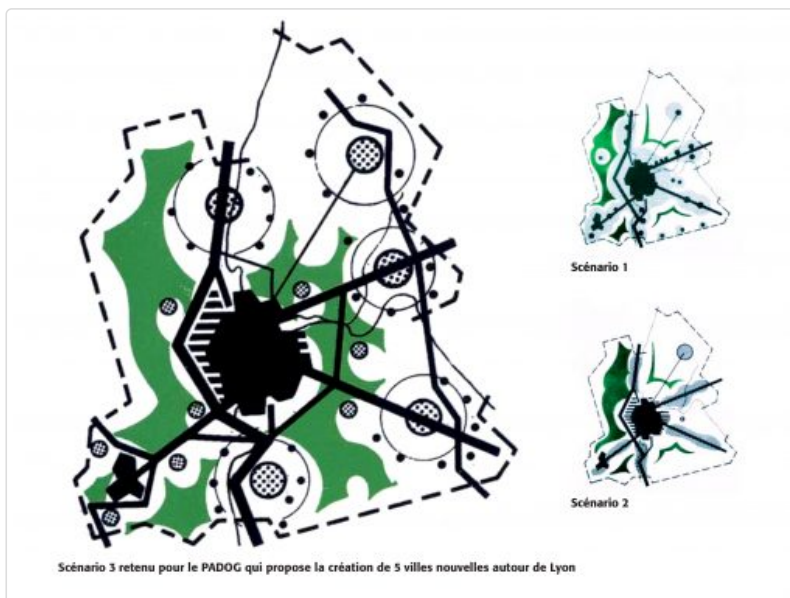 Scénario 1
Scénario 2
Scénario 3 retenu pour le PADOG qui propose la création de 5 villes nouvelles autour de Lyon